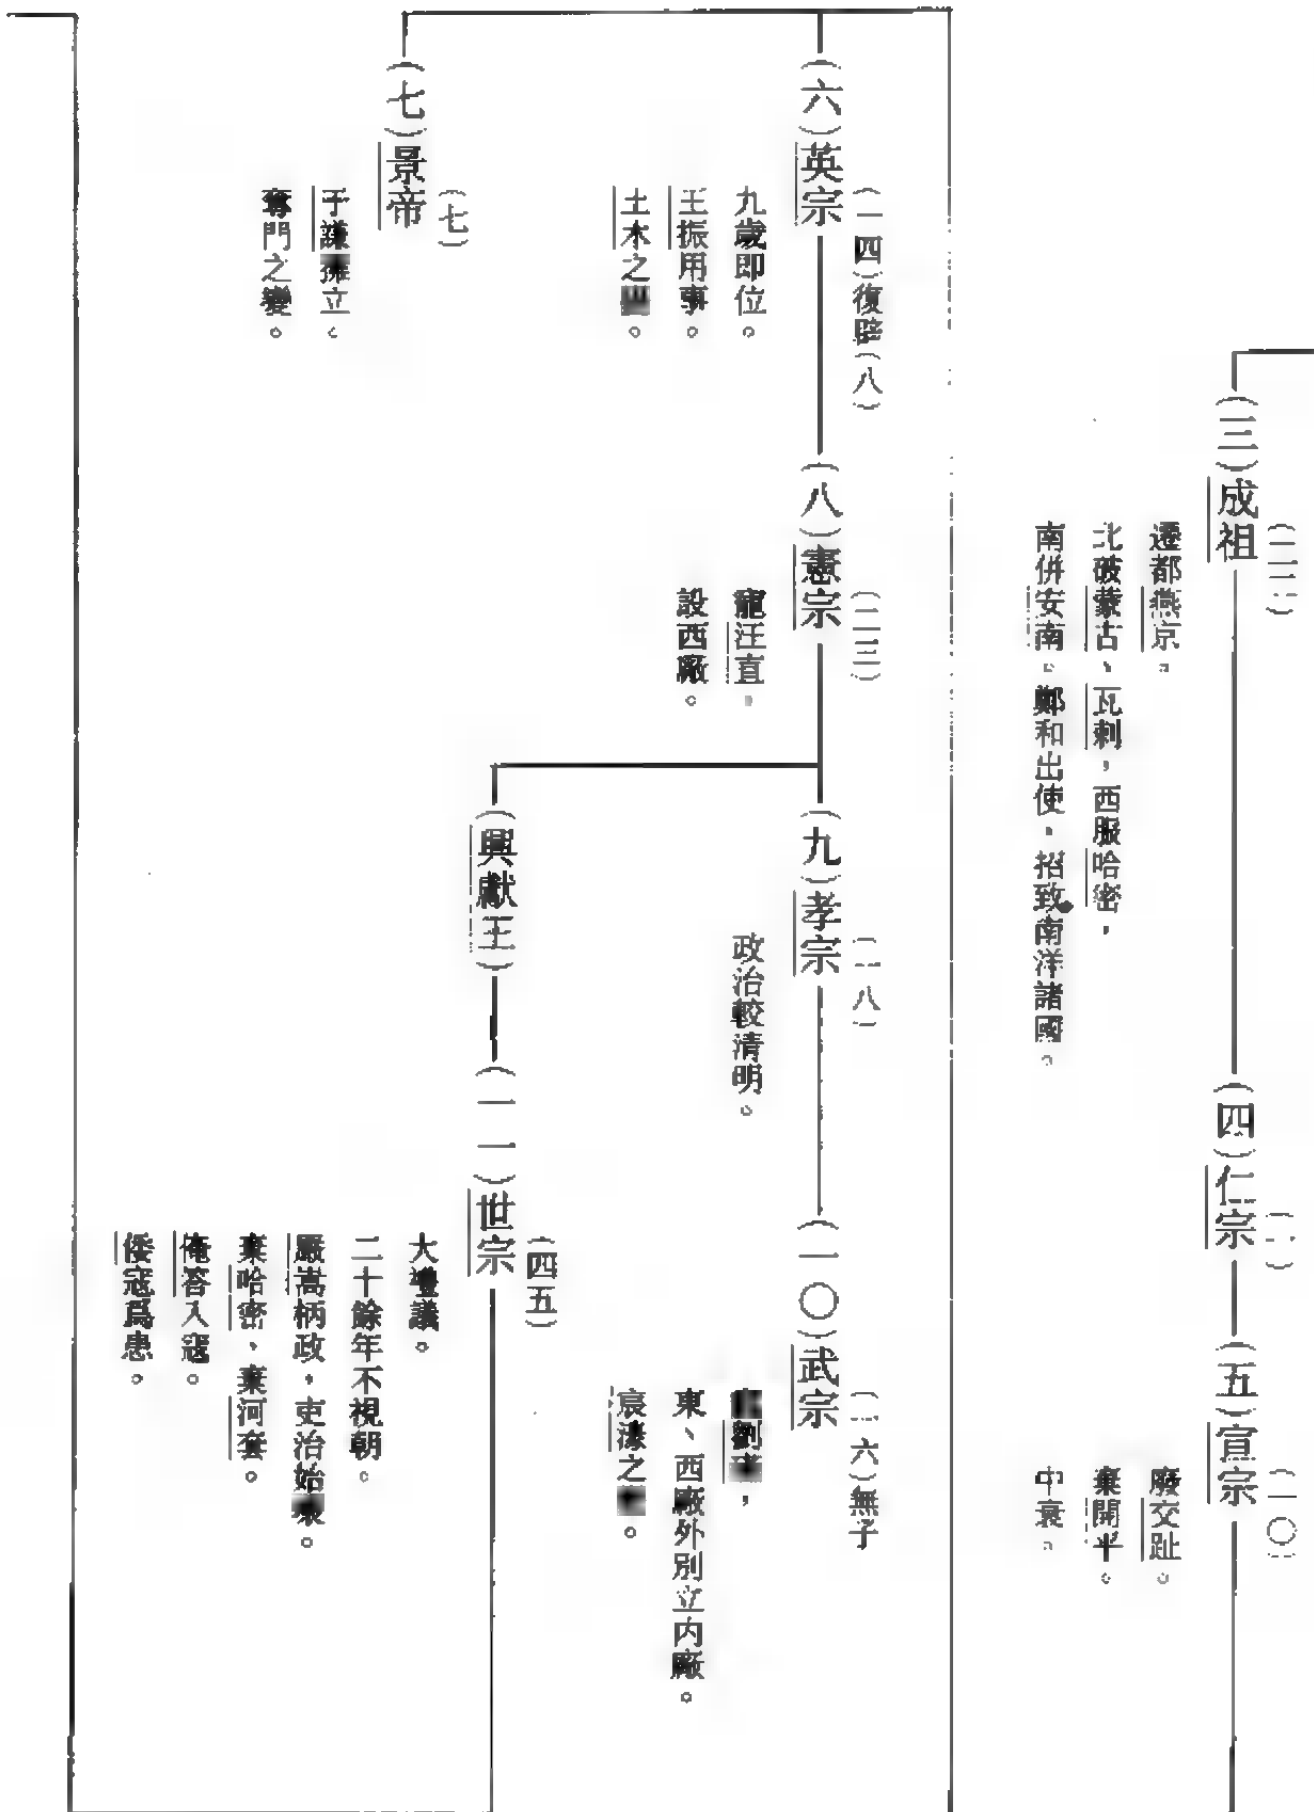 （三）成祖
（二二）
遷都燕京。
北破蒙古、瓦剌，西服哈密，
南併安南。鄭和出使，招致南洋諸國。
（四）仁宗
（一）
（五）宣宗
（一〇）
廢交趾。
棄開平。
中衰。
（六）英宗
（一四）復辟（八）
九歲即位。
王振用事。
土木之
（八）憲宗
（二三）
寵汪直。
設西廠。
（九）孝宗
（一八）
政治較清明。
（一〇）武宗
（一六）無子
劉瑾，
東、西廠外別立內廠。
宸濠之
（七）景帝
（七）
于謙擁立。
奪門之變。
（興獻王）
（一一）世宗
（四五）
大禮議。
二十餘年不視朝。
嚴嵩柄政，吏治始壞。
棄哈密，棄河套。
俺答入寇。
倭寇爲患。